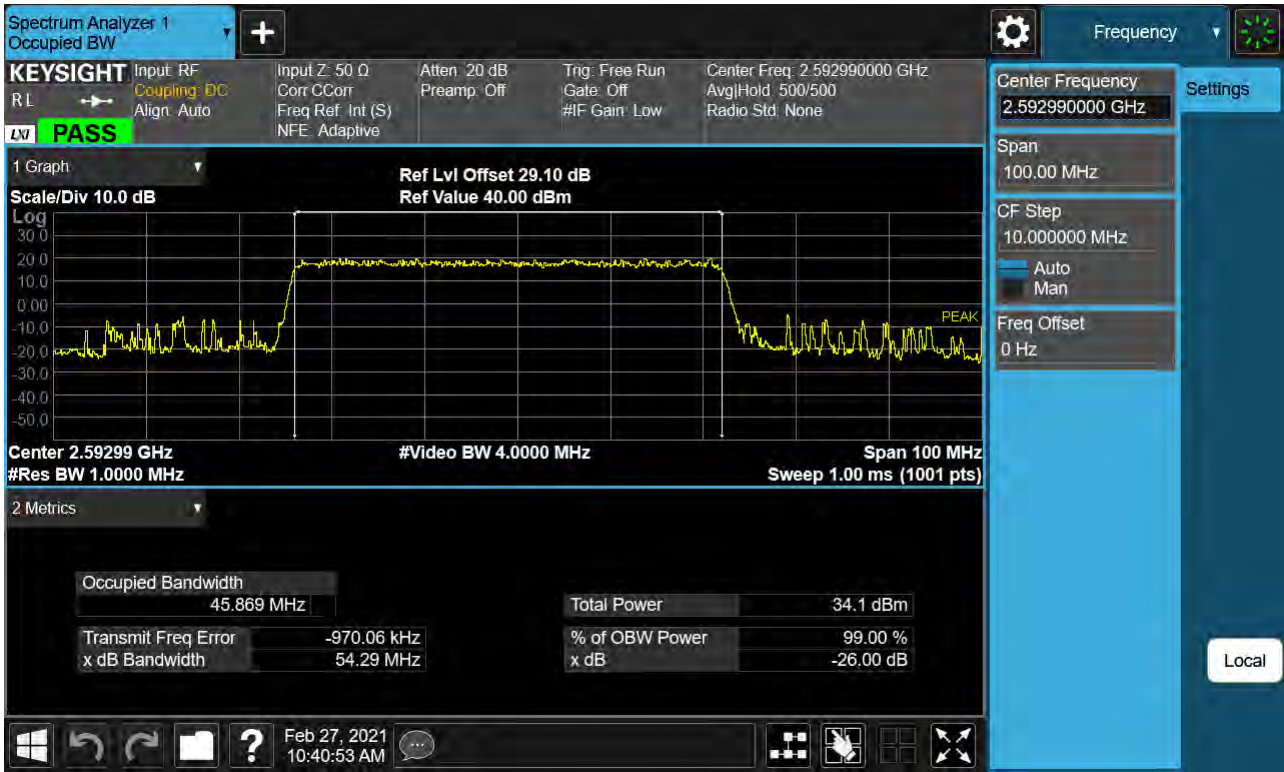 Spectrum Analyzer 1
Occupied BW
Frequency
KEYSIGHT
RL
LXI
PASS
Input: RF
Coupling: DC
Align: Auto
Input Z: 50 Ω
Corr CCorr
Freq Ref: Int (S)
NFE: Adaptive
Atten: 20 dB
Preamp: Off
Trig: Free Run
Gate: Off
#IF Gain: Low
Center Freq: 2.592990000 GHz
Avg|Hold: 500/500
Radio Std: None
Center Frequency
2.592990000 GHz
Settings
Span
100.00 MHz
CF Step
10.000000 MHz
Auto
Man
Freq Offset
0 Hz
Local
1 Graph
Scale/Div 10.0 dB
Ref Lvl Offset 29.10 dB
Ref Value 40.00 dBm
Log
30.0
20.0
10.0
0.00
-10.0
-20.0
-30.0
-40.0
-50.0
PEAK
Center 2.59299 GHz
#Video BW 4.0000 MHz
Span 100 MHz
#Res BW 1.0000 MHz
Sweep 1.00 ms (1001 pts)
2 Metrics
Occupied Bandwidth
45.869 MHz
Total Power 34.1 dBm
Transmit Freq Error -970.06 kHz
% of OBW Power 99.00 %
x dB Bandwidth 54.29 MHz
x dB -26.00 dB
Feb 27, 2021
10:40:53 AM